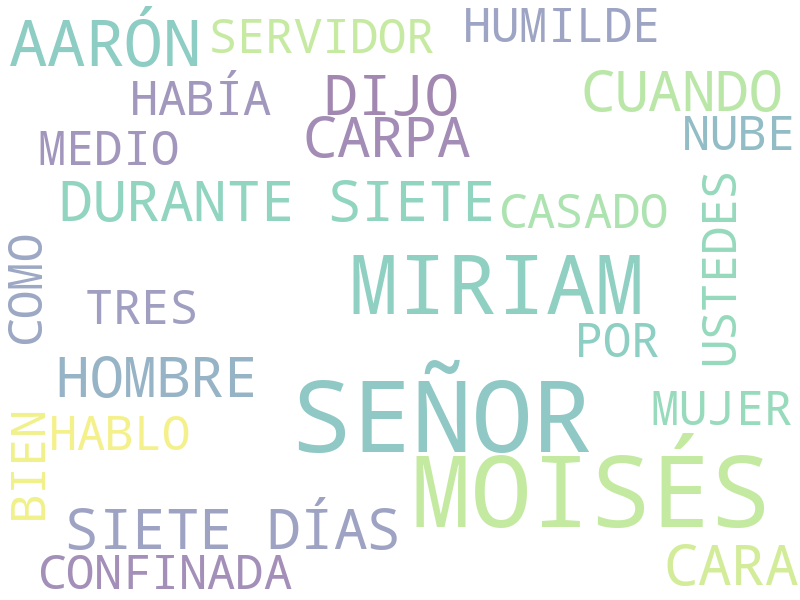 AARÓN
SERVIDOR
HUMILDE
HABÍA
DIJO
CUANDO
MEDIO
CARPA
NUBE
DURANTE SIETE
CASADO
USTEDES
COMO
TRES
MIRIAM
POR
HOMBRE
SEÑOR
MUJER
BIEN
HABLO
MOISÉS
SIETE DÍAS
CONFINADA
CARA